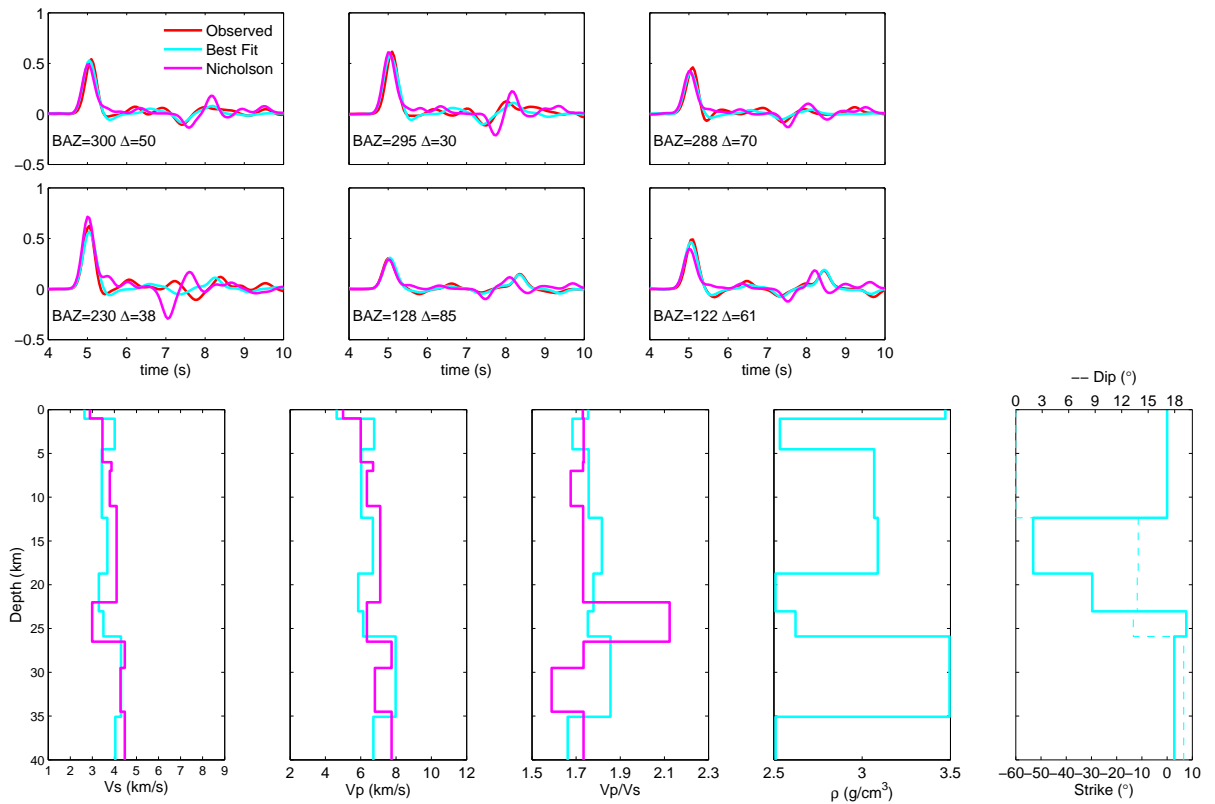 1
0.5
0
−0.5
Observed
Best Fit
Nicholson
BAZ=300 Δ=50
BAZ=295 Δ=30
BAZ=288 Δ=70
1
0.5
0
−0.5
BAZ=230 Δ=38
BAZ=128 Δ=85
BAZ=122 Δ=61
4 5 6 7 8 9 10
4 5 6 7 8 9 10
4 5 6 7 8 9 10
time (s)
time (s)
time (s)
−− Dip (°)
0 2 4 6 9 12 15 18
0
5
10
15
20
25
30
35
40
Depth (km)
1 2 3 4 5 6 7 8 9
Vs (km/s)
2 4 6 8 10 12
Vp (km/s)
1.5 1.7 1.9 2.1 2.3
Vp/Vs
2.5 3 3.5
ρ (g/cm³)
−60−50−40−30−20−10 0 10
Strike (°)